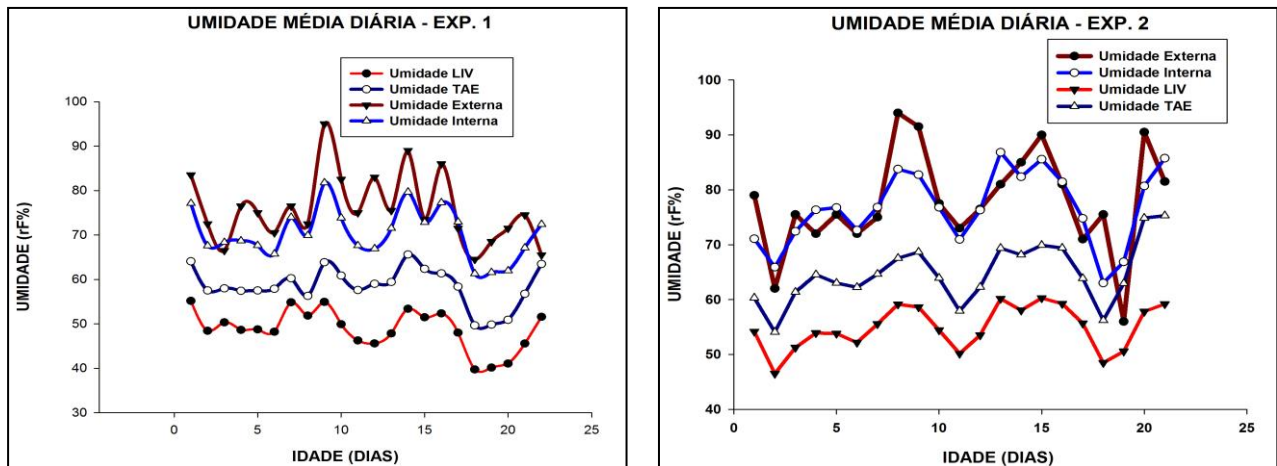 UMIDADE MÉDIA DIÁRIA - EXP. 1
Umidade LIV
Umidade TAE
Umidade Externa
Umidade Interna
UMIDADE (rF%)
100
90
80
70
60
50
40
30
0 5 10 15 20 25
IDADE (DIAS)
UMIDADE MÉDIA DIÁRIA - EXP. 2
Umidade Externa
Umidade Interna
Umidade LIV
Umidade TAE
UMIDADE (rF%)
100
90
80
70
60
50
40
0 5 10 15 20 25
IDADE (DIAS)